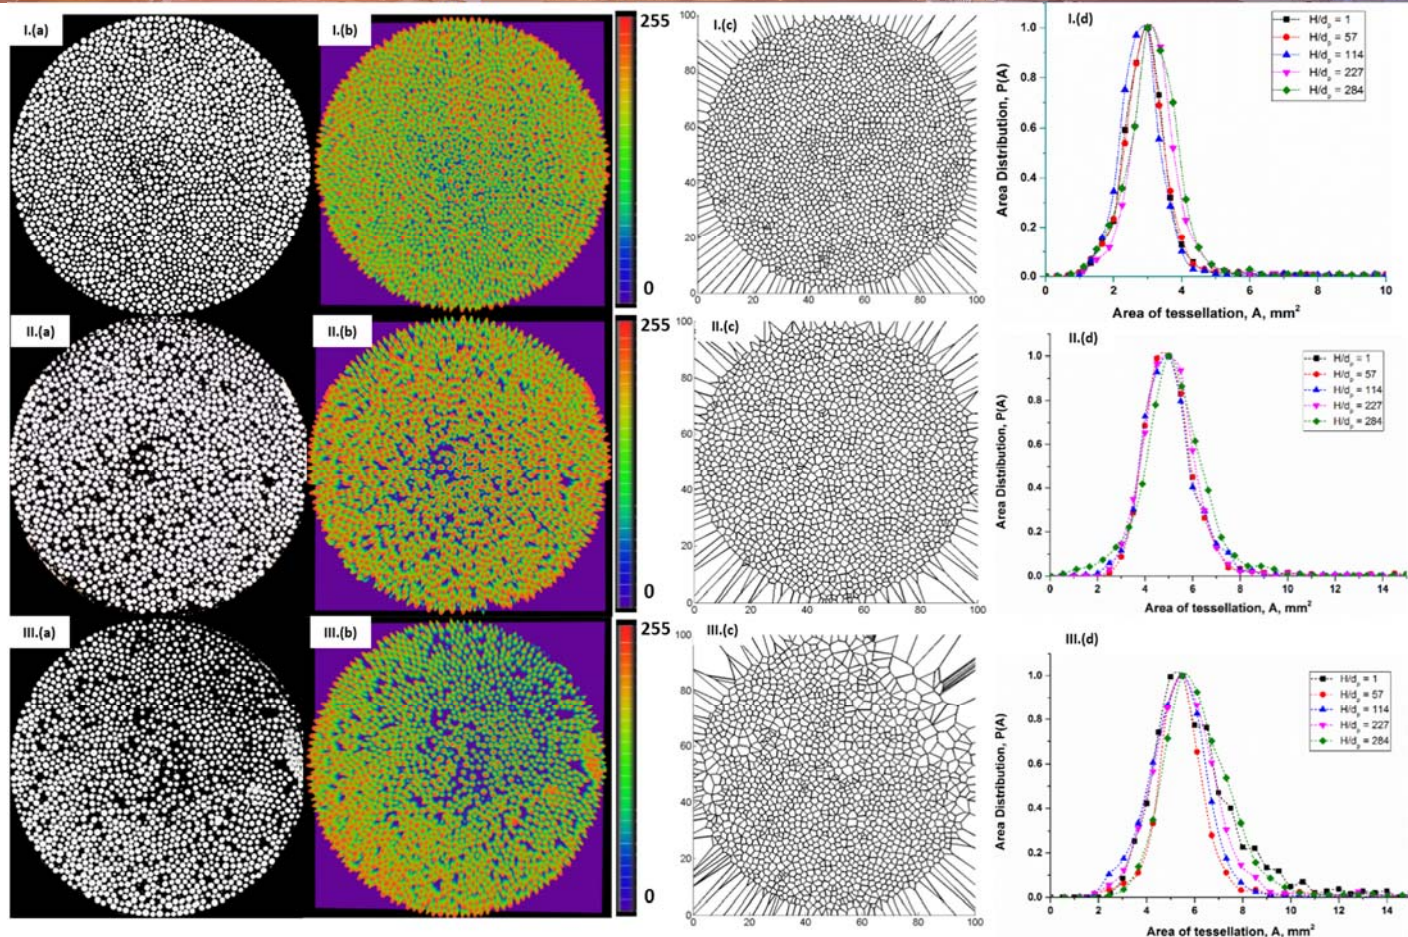 I.(a)
I.(b)
255
0
I.(c)
100
80
60
40
20
0
0 20 40 60 80 100
I.(d)
H/dp = 1
H/dp = 57
H/dp = 114
H/dp = 227
H/dp = 284
Area Distribution, P(A)
1.0
0.8
0.6
0.4
0.2
0.0
0 2 4 6 8 10
Area of tessellation, A, mm²
II.(a)
II.(b)
255
0
II.(c)
100
80
60
40
20
0
0 20 40 60 80 100
II.(d)
H/dp = 1
H/dp = 57
H/dp = 114
H/dp = 227
H/dp = 284
Area Distribution, P(A)
1.0
0.8
0.6
0.4
0.2
0.0
0 2 4 6 8 10 12 14
Area of tessellation, A, mm²
III.(a)
III.(b)
255
0
III.(c)
100
80
60
40
20
0
0 20 40 60 80 100
III.(d)
H/dp = 1
H/dp = 57
H/dp = 114
H/dp = 227
H/dp = 284
Area Distribution, P(A)
1.0
0.8
0.6
0.4
0.2
0.0
0 2 4 6 8 10 12 14
Area of tessellation, A, mm²